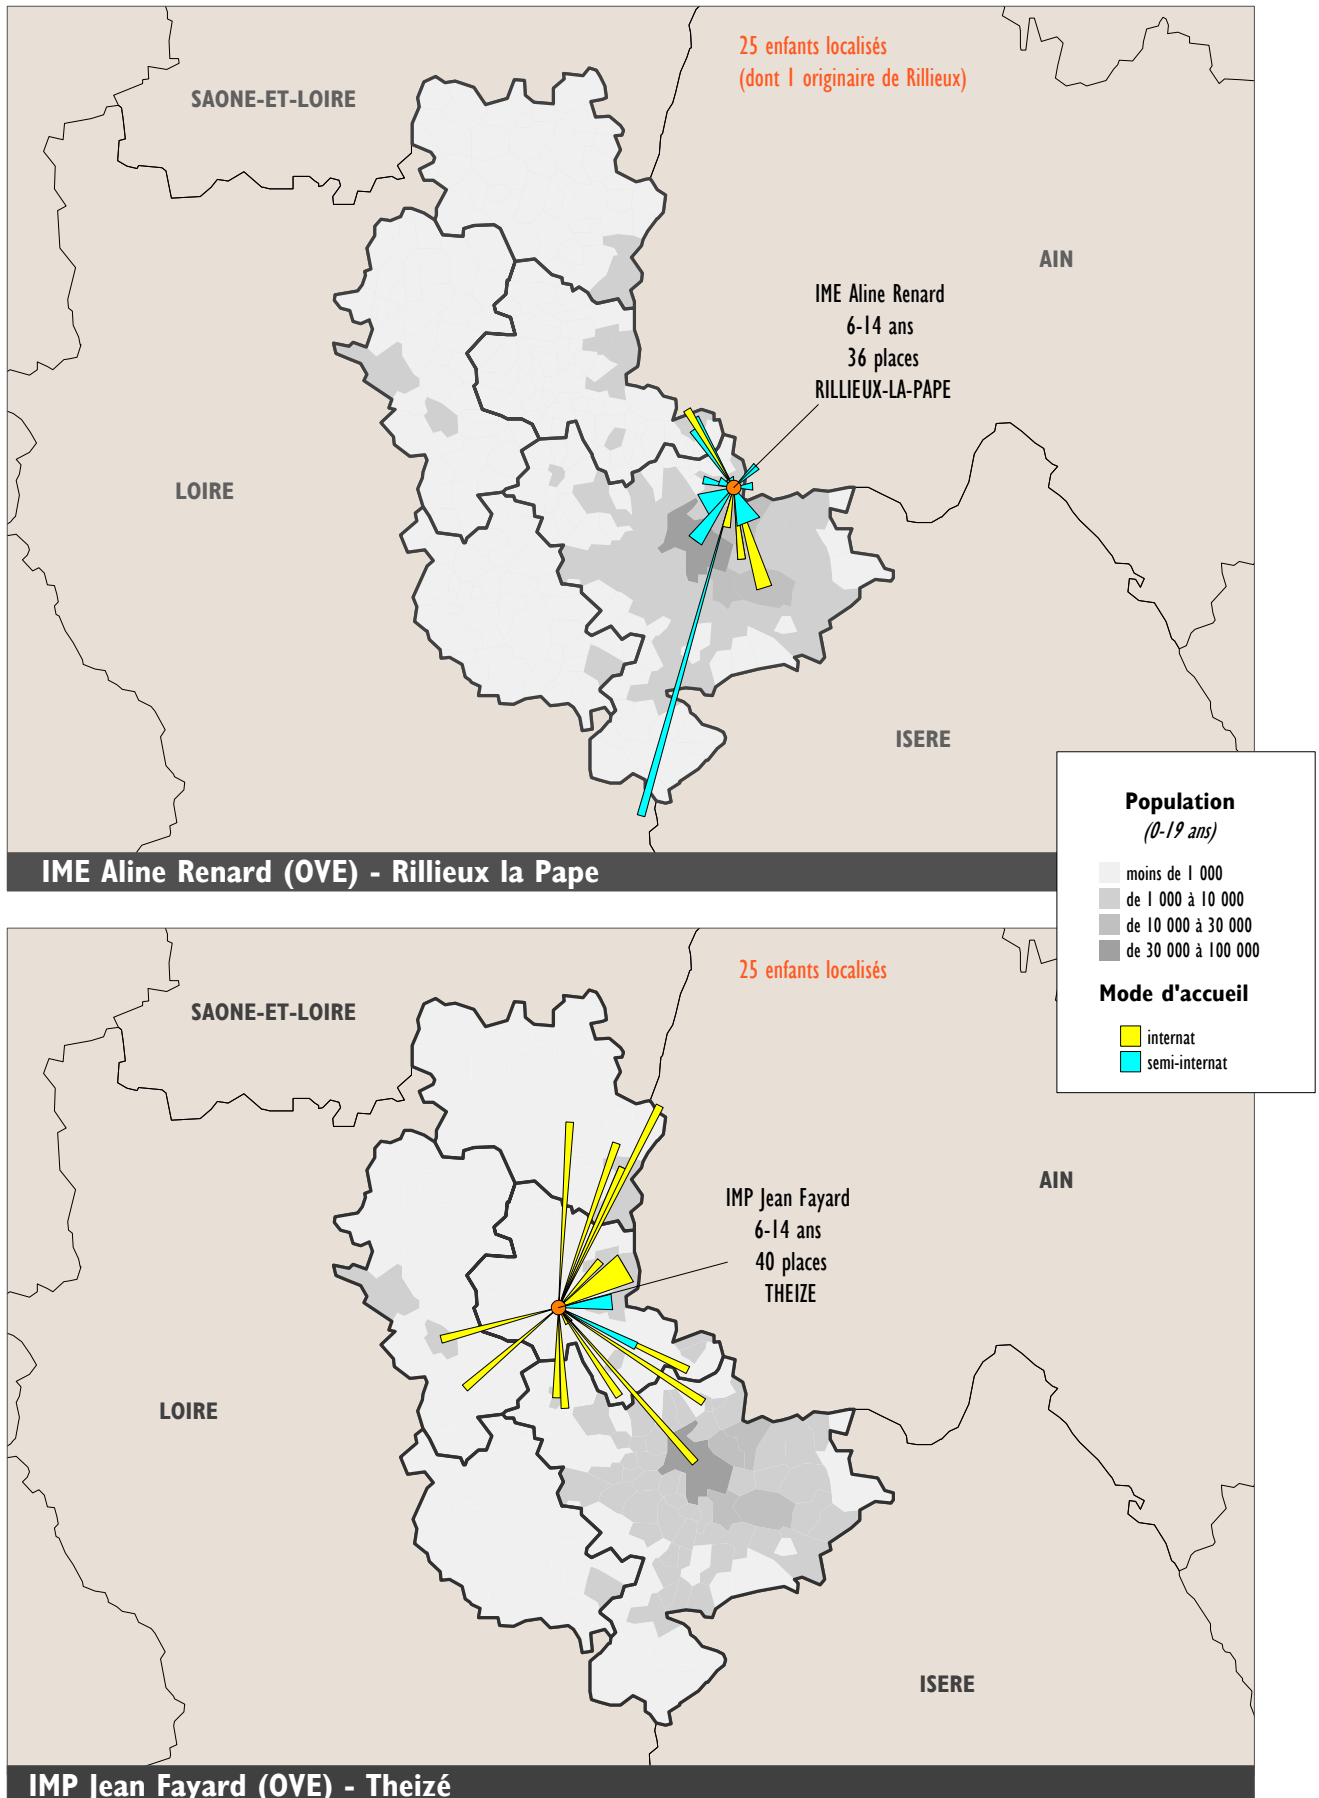 25 enfants localisés
(dont 1 originaire de Rillieux)
SAONE-ET-LOIRE
AIN
IME Aline Renard
6-14 ans
36 places
RILLIEUX-LA-PAPE
LOIRE
ISERE
IME Aline Renard (OVE) - Rillieux la Pape
Population
(0-19 ans)
moins de 1 000
de 1 000 à 10 000
de 10 000 à 30 000
de 30 000 à 100 000
Mode d'accueil
internat
semi-internat
25 enfants localisés
SAONE-ET-LOIRE
AIN
IMP Jean Fayard
6-14 ans
40 places
THEIZE
LOIRE
ISERE
IMP Jean Fayard (OVE) - Theizé